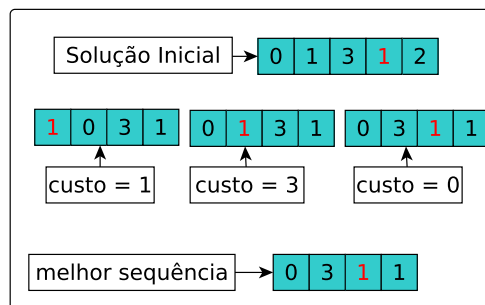 Solução Inicial 0 1 3 1 2
1 0 3 1 0 1 3 1 0 3 1 1
custo = 1 custo = 3 custo = 0
melhor sequência 0 3 1 1